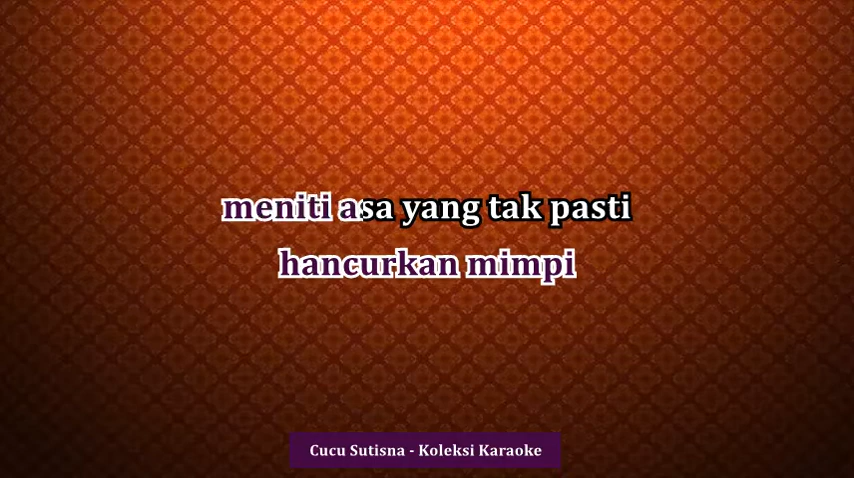 meniti asa yang tak pasti
hancurkan mimpi
Cucu Sutisna - Koleksi Karaoke